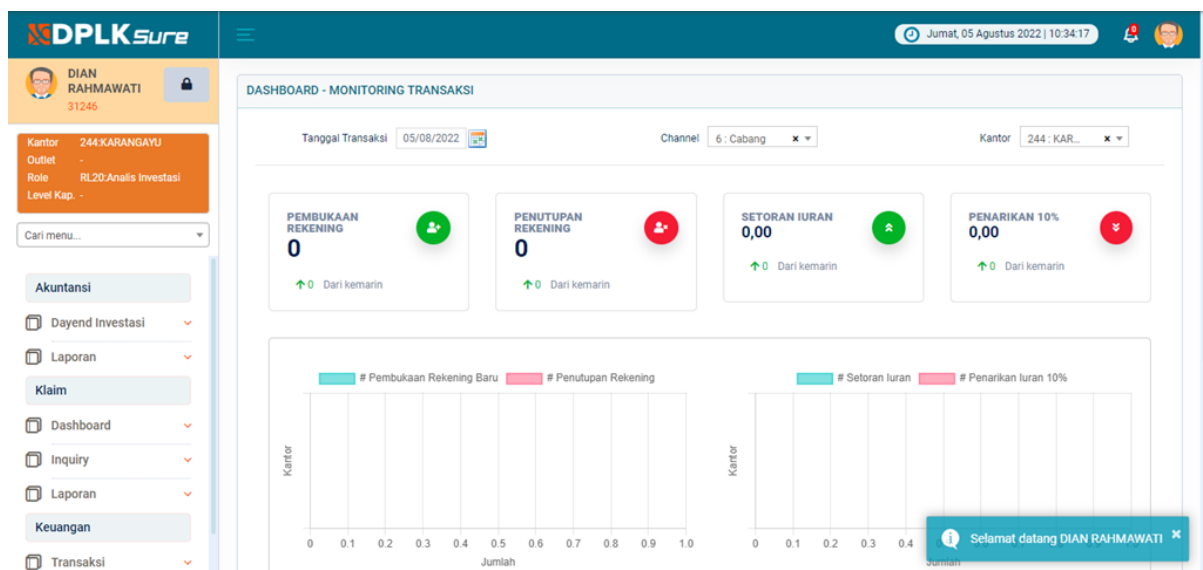 DPLKSure
Jumat, 05 Agustus 2022 | 10:34:17
0
DIAN
RAHMAWATI
31246
Kantor 244:KARANGAYU
Outlet -
Role RL20:Analis Investasi
Level Kap. -
Cari menu...
Akuntansi
Dayend Investasi
Laporan
Klaim
Dashboard
Inquiry
Laporan
Keuangan
Transaksi
DASHBOARD - MONITORING TRANSAKSI
Tanggal Transaksi 05/08/2022 Channel 6 : Cabang × Kantor 244 : KAR... ×
PEMBUKAAN
REKENING
0
0 Dari kemarin
PENUTUPAN
REKENING
0
0 Dari kemarin
SETORAN IURAN
0,00
0 Dari kemarin
PENARIKAN 10%
0,00
0 Dari kemarin
# Pembukaan Rekening Baru # Penutupan Rekening
Kantor
0 0.1 0.2 0.3 0.4 0.5 0.6 0.7 0.8 0.9 1.0
Jumlah
# Setoran Iuran # Penarikan Iuran 10%
Kantor
0 0.1 0.2 0.3 0.4
Jumlah
Selamat datang DIAN RAHMAWATI ×